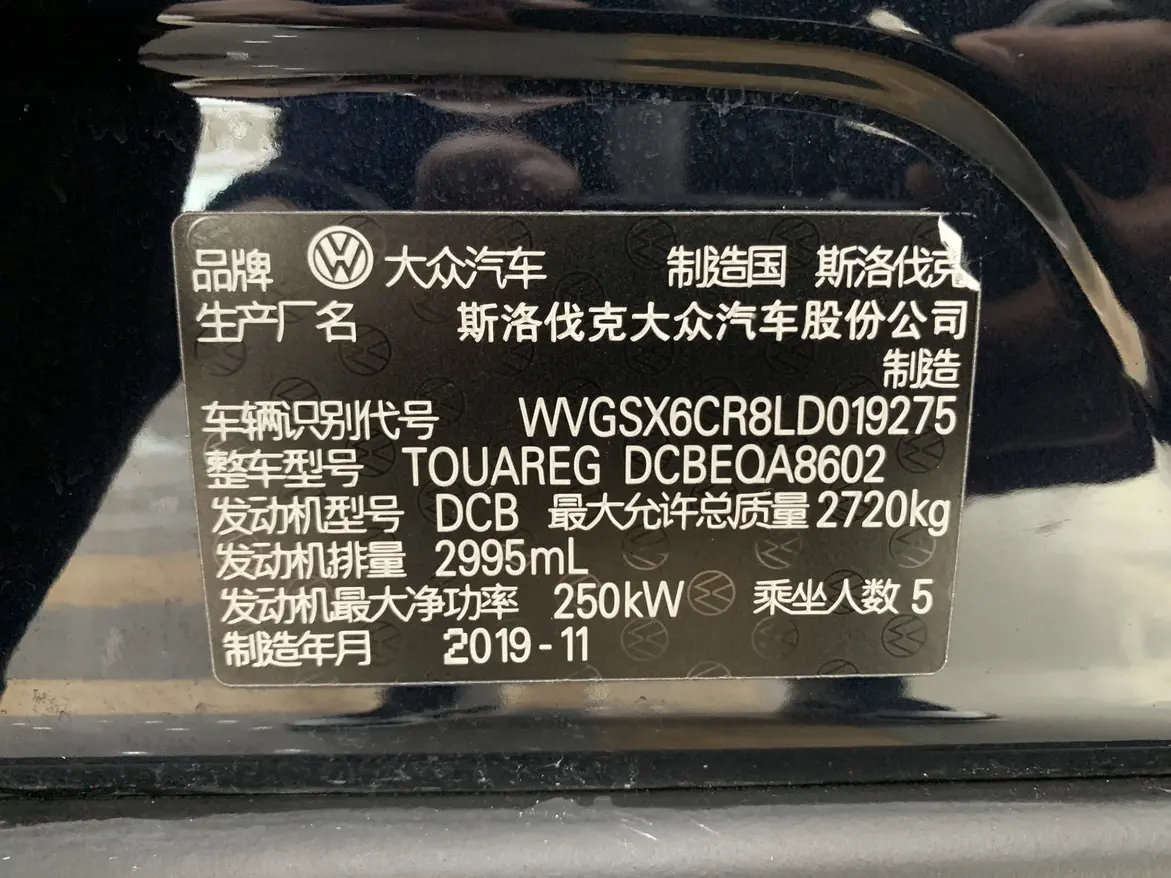 品牌 大众汽车 制造国 斯洛伐克
生产厂名 斯洛伐克大众汽车股份公司
制造
车辆识别代号 WVGSX6CR8LD019275
整车型号 TOUAREG DCBEQA8602
发动机型号 DCB 最大允许总质量 2720kg
发动机排量 2995mL
发动机最大净功率 250kW 乘坐人数 5
制造年月 2019-11